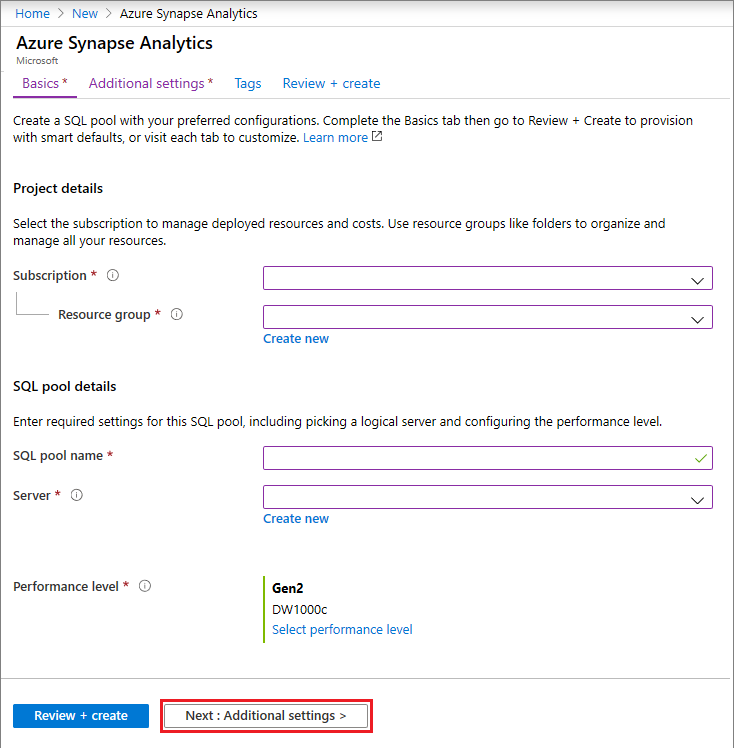 Home > New > Azure Synapse Analytics
Azure Synapse Analytics
Microsoft
Basics * Additional settings * Tags Review + create
Create a SQL pool with your preferred configurations. Complete the Basics tab then go to Review + Create to provision
with smart defaults, or visit each tab to customize. Learn more
Project details
Select the subscription to manage deployed resources and costs. Use resource groups like folders to organize and
manage all your resources.
Subscription *
Resource group *
Create new
SQL pool details
Enter required settings for this SQL pool, including picking a logical server and configuring the performance level.
SQL pool name *
Server *
Create new
Performance level *
Gen2
DW1000c
Select performance level
Review + create Next : Additional settings >